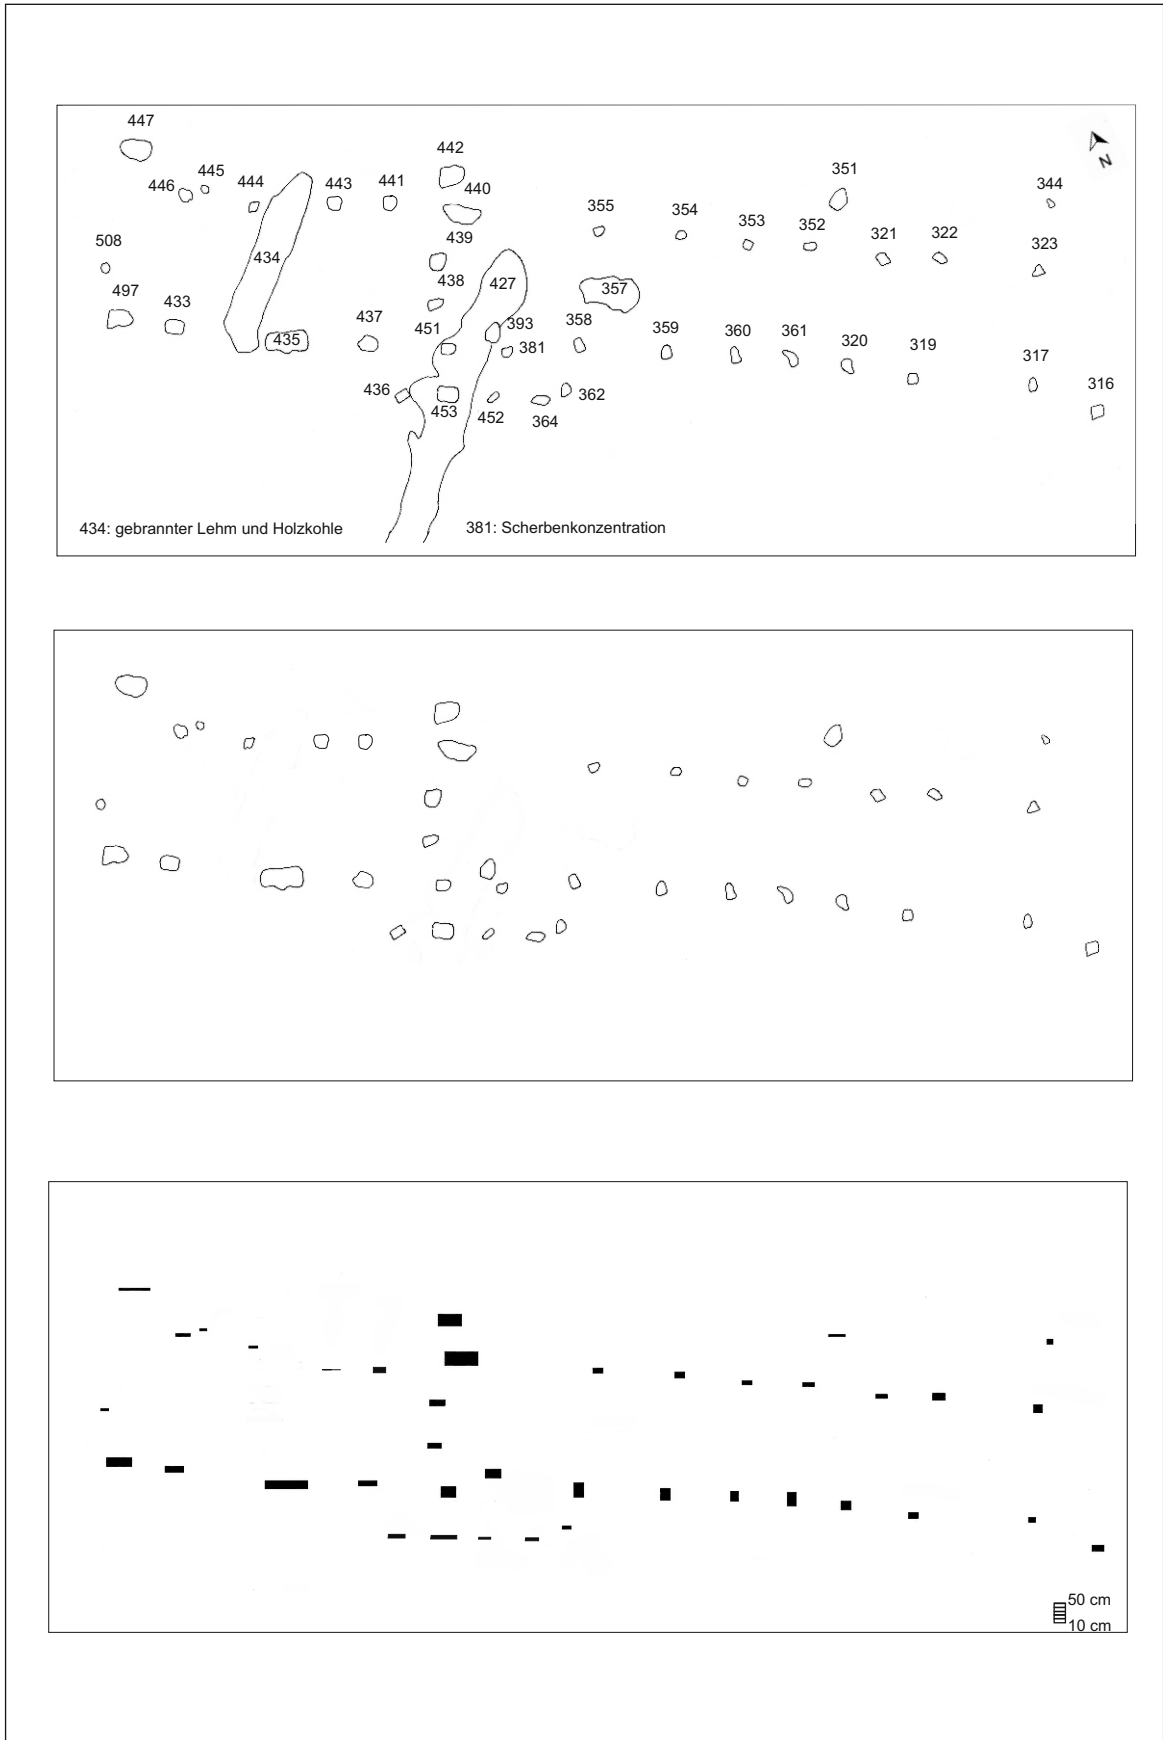 447
442
446 445 444 443 441 440 351 344
355 354 353 352 321 322 323
508 439
434 438 427
497 433 357
437 451 393 358 359 360 361 320 319 317
435 381
436 453 452 364 362 316
434: gebrannter Lehm und Holzkohle 381: Scherbenkonzentration
N
50 cm
10 cm